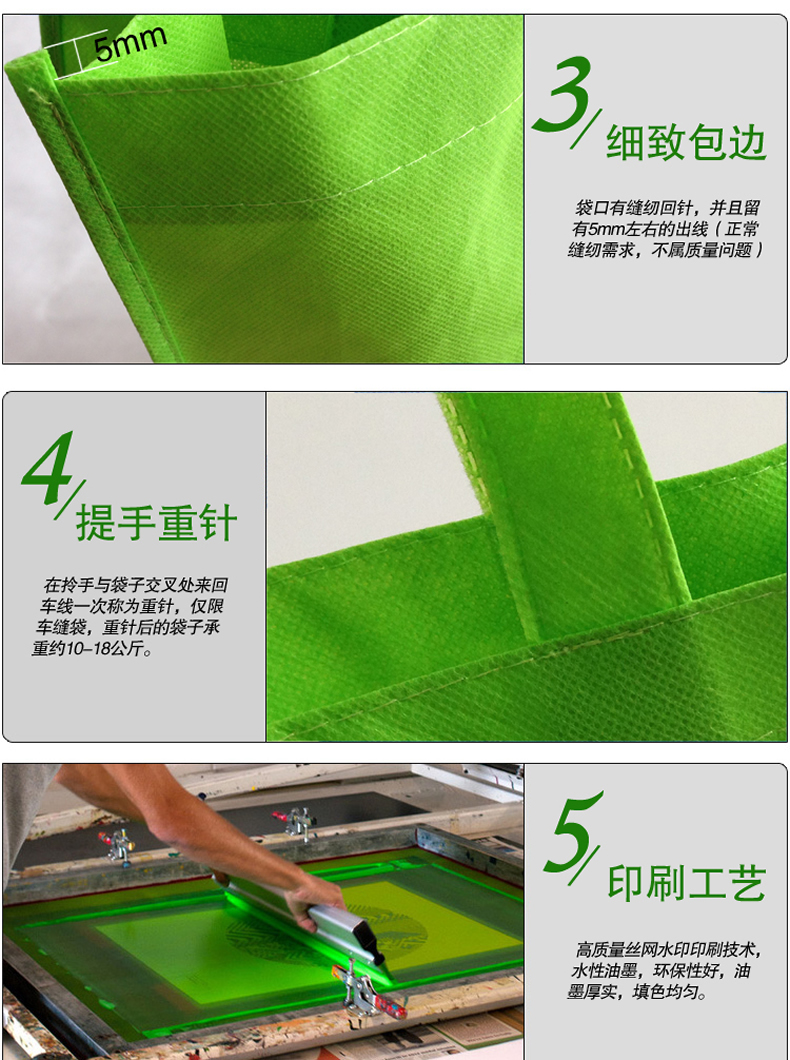 5mm
3/
细致包边
袋口有缝纫回针，并且留
有5mm左右的出线（正常
缝纫需求，不属质量问题）
4/
提手重针
在拎手与袋子交叉处来回
车线一次称为重针，仅限
车缝袋，重针后的袋子承
重约10-18公斤。
5/
印刷工艺
高质量丝网水印印刷技术，
水性油墨，环保性好，油
墨厚实，填色均匀。